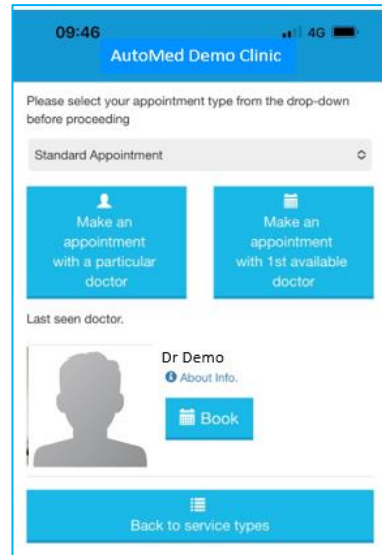 09:46
4G
AutoMed Demo Clinic
Please select your appointment type from the drop-down
before proceeding
Standard Appointment
Make an
appointment
with a particular
doctor
Make an
appointment
with 1st available
doctor
Last seen doctor.
Dr Demo
About Info.
Book
Back to service types